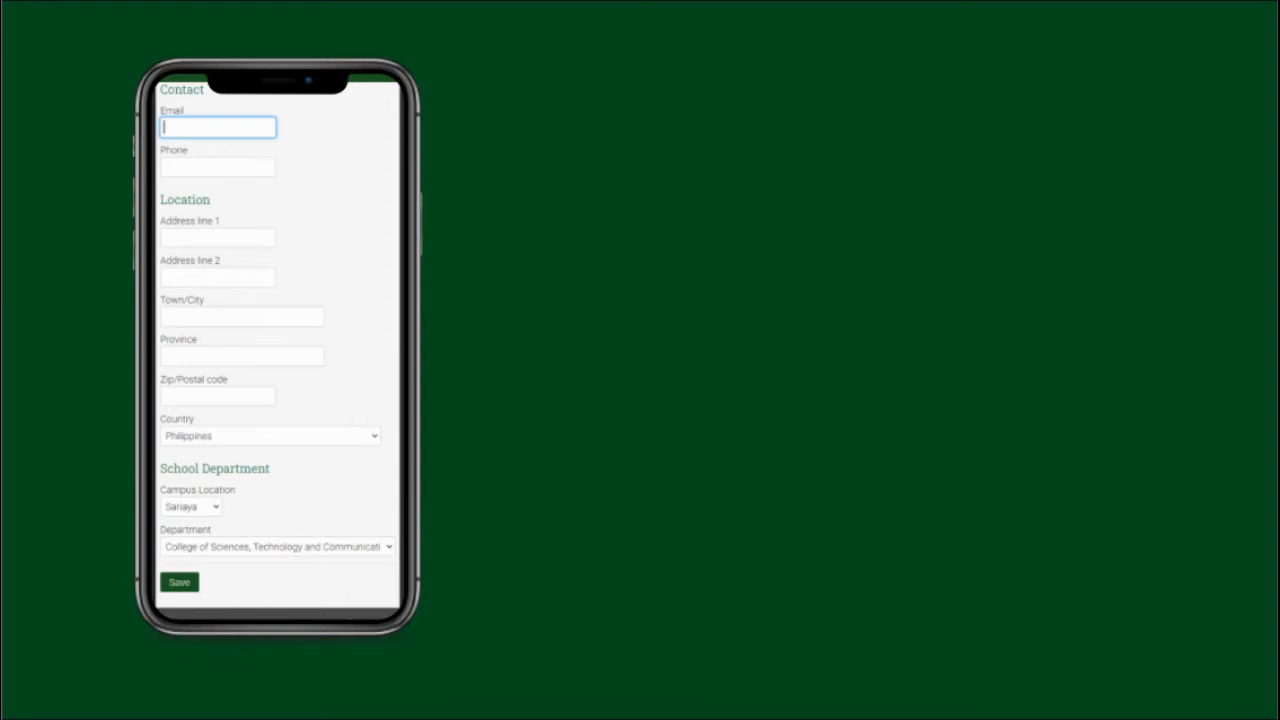 Contact
Email
Phone
Location
Address line 1
Address line 2
Town/City
Province
Zip/Postal code
Country
Philippines
School Department
Campus Location
Sariaya
Department
College of Sciences, Technology and Communicati
Save